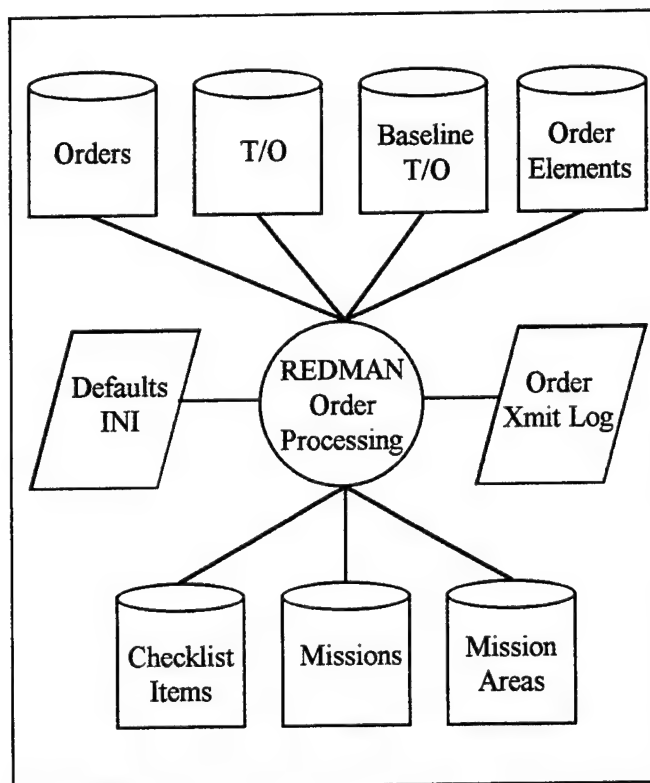 Orders
T/O
Baseline
T/O
Order
Elements
Defaults
INI
REDMAN
Order
Processing
Order
Xmit Log
Checklist
Items
Missions
Mission
Areas